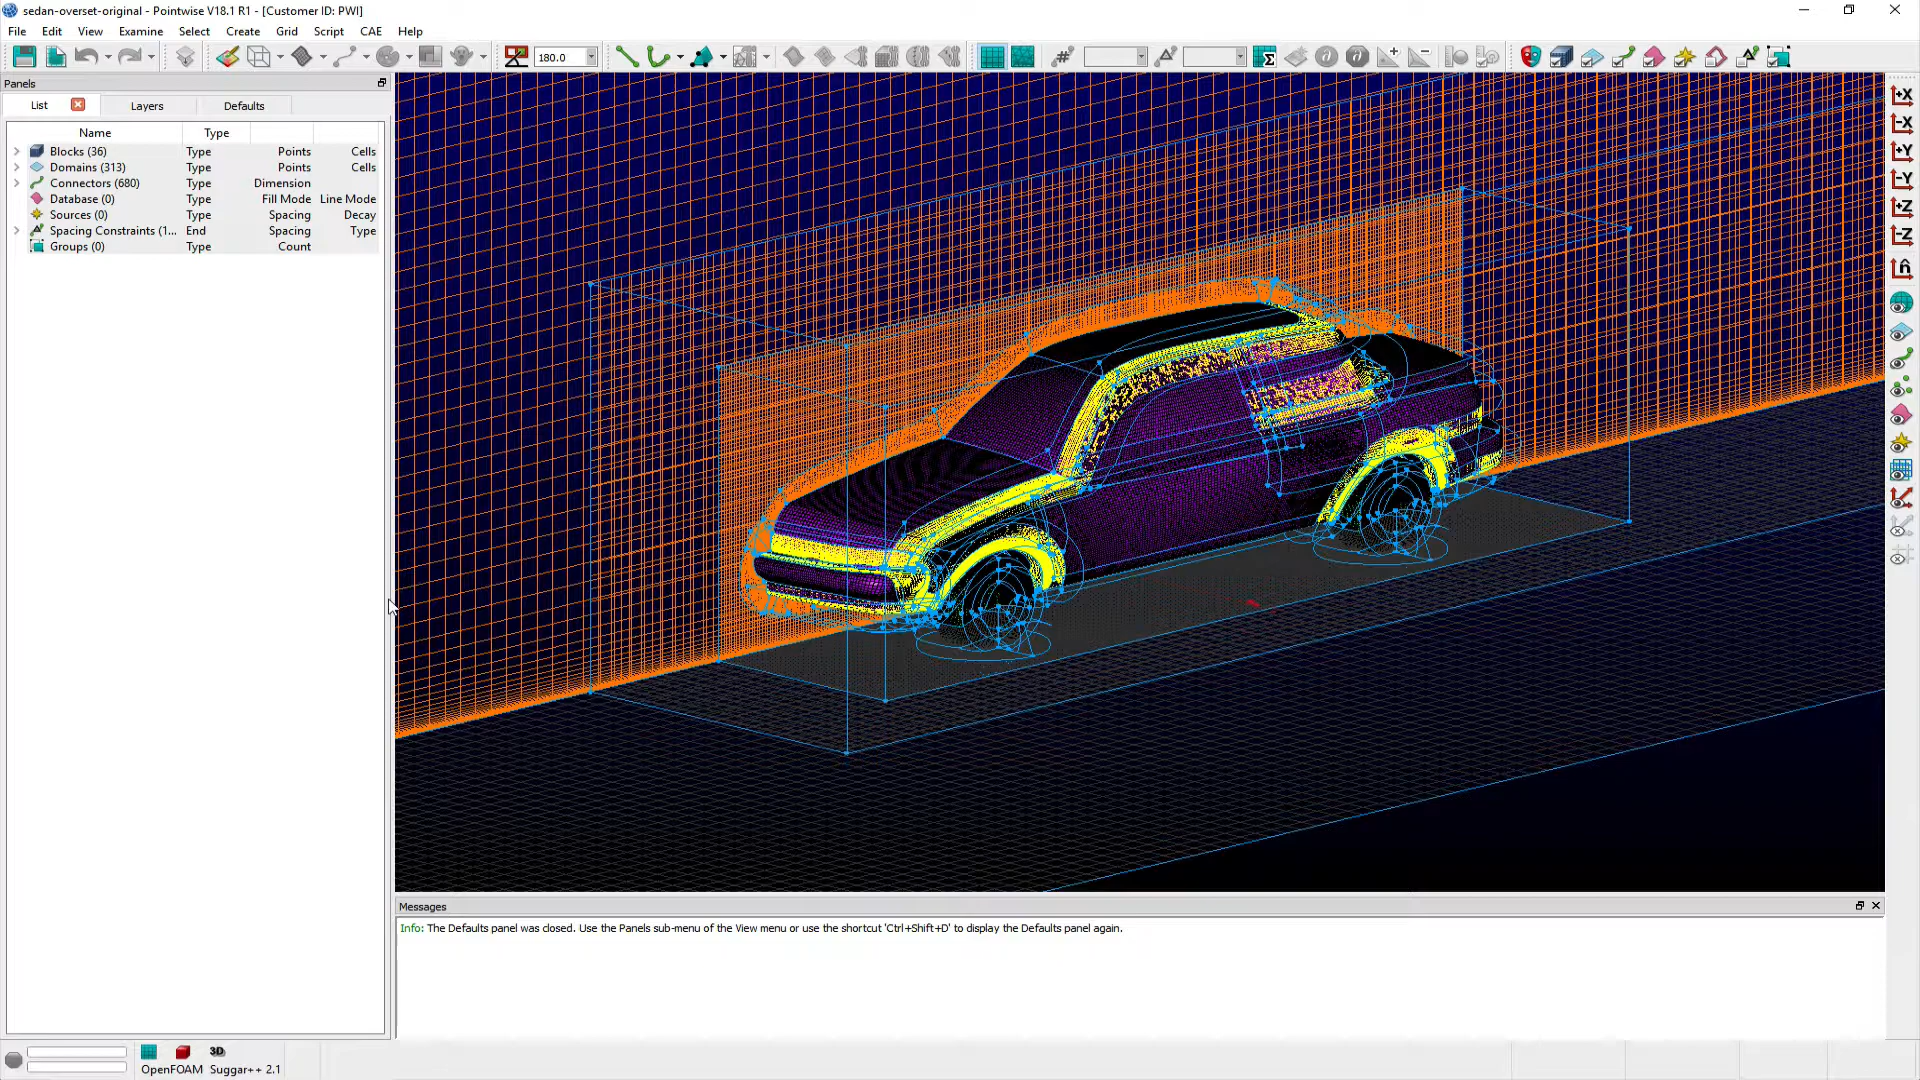 sedan-overset-original - Pointwise V18.1 R1 - [Customer ID: PWI]
File Edit View Examine Select Create Grid Script CAE Help
180.0
Panels
List Layers Defaults
Name Type
Blocks (36) Type Points Cells
Domains (313) Type Points Cells
Connectors (680) Type Dimension
Database (0) Type Fill Mode Line Mode
Sources (0) Type Spacing Decay
Spacing Constraints (1... End Spacing Type
Groups (0) Type Count
+X
-X
+Y
-Y
+Z
-Z
n̂
Messages
Info: The Defaults panel was closed. Use the Panels sub-menu of the View menu or use the shortcut 'Ctrl+Shift+D' to display the Defaults panel again.
3D
OpenFOAM Suggar++ 2.1